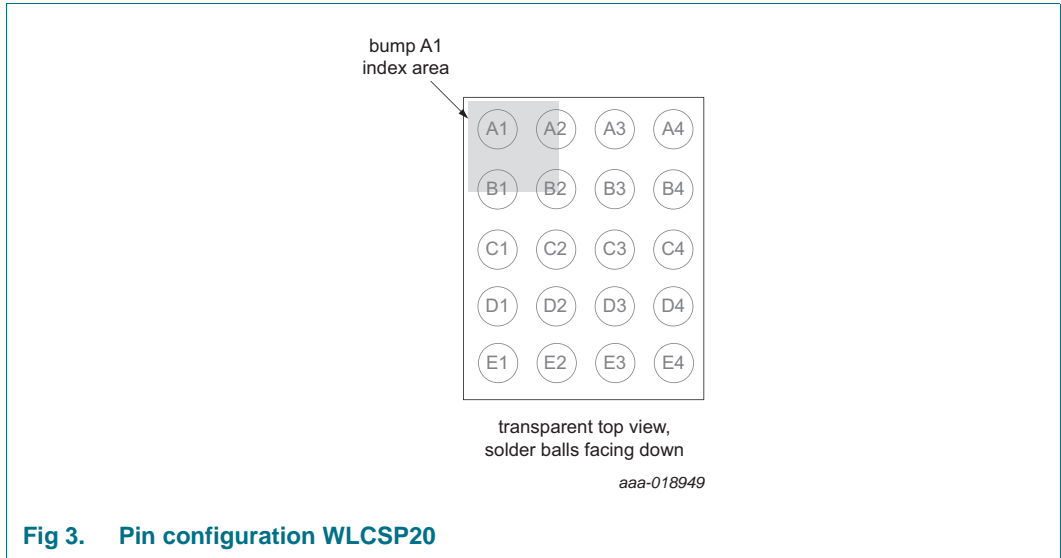 bump A1
index area
A1 A2 A3 A4
B1 B2 B3 B4
C1 C2 C3 C4
D1 D2 D3 D4
E1 E2 E3 E4
transparent top view,
solder balls facing down
aaa-018949
Fig 3. Pin configuration WLCSP20